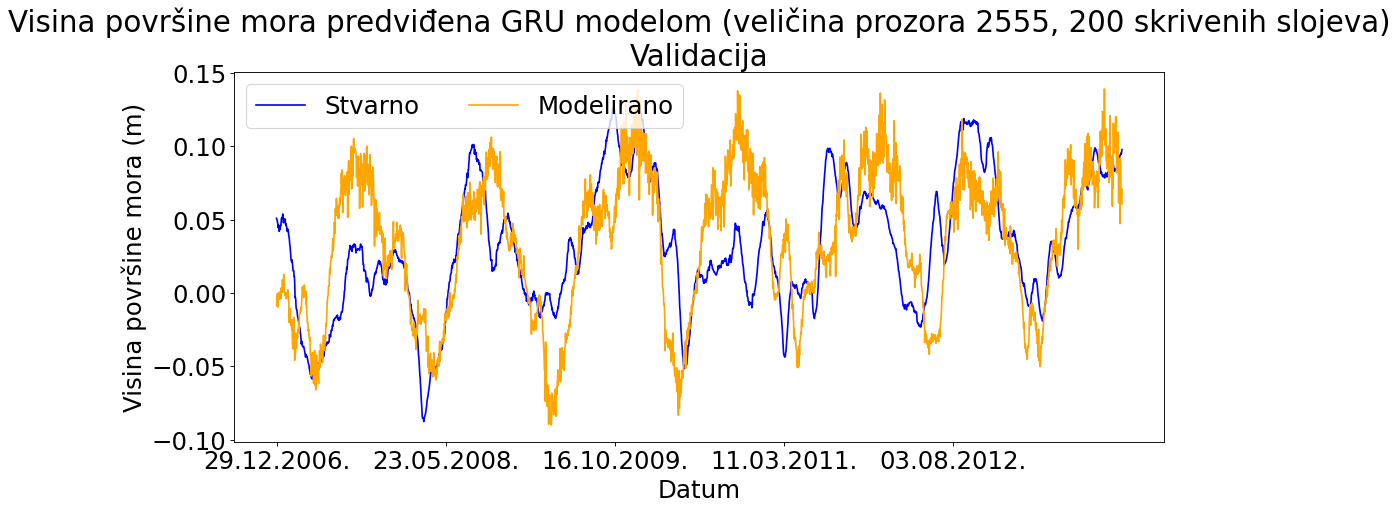 Visina površine mora predviđena GRU modelom (veličina prozora 2555, 200 skrivenih slojeva)
Validacija
Stvarno Modelirano
Visina površine mora (m)
0.15
0.10
0.05
0.00
−0.05
−0.10
29.12.2006. 23.05.2008. 16.10.2009. 11.03.2011. 03.08.2012.
Datum